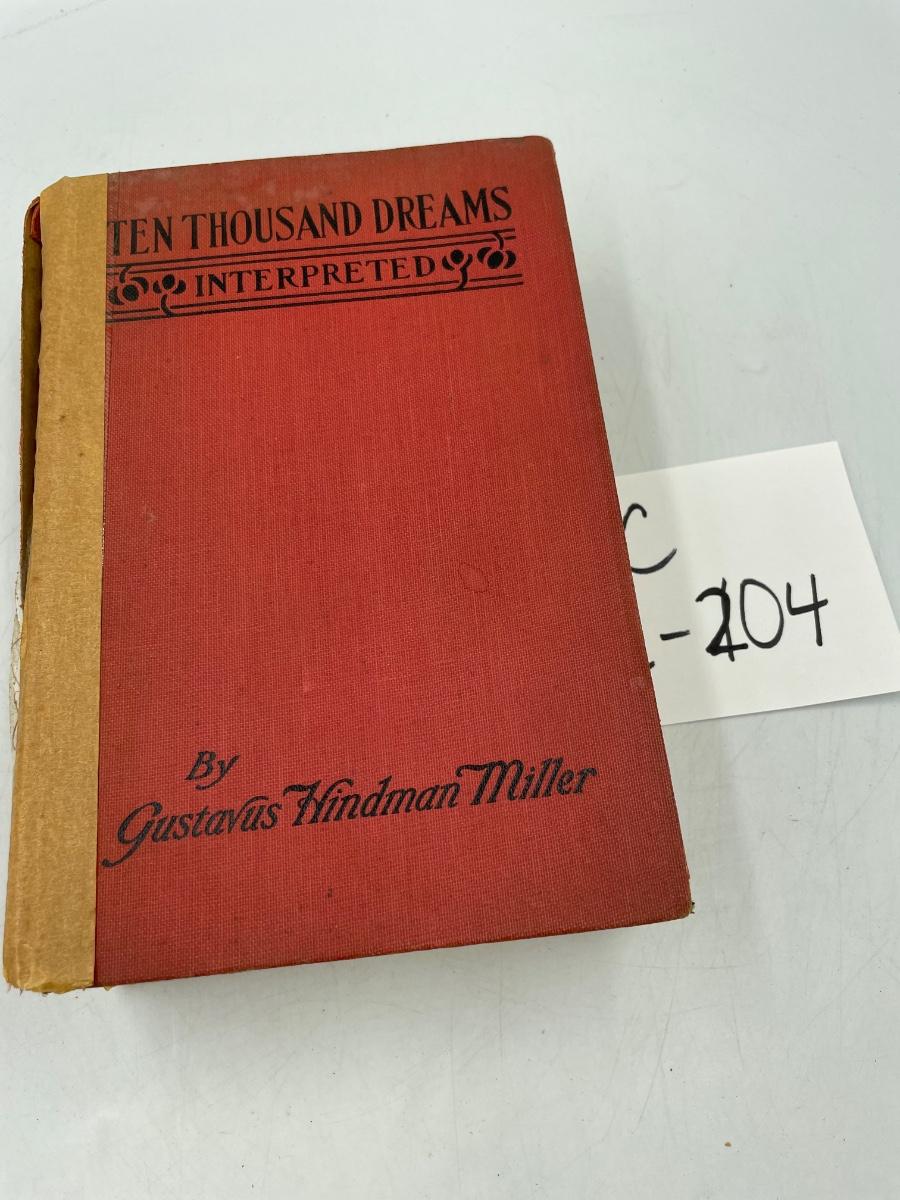 TEN THOUSAND DREAMS
INTERPRETED
By
Gustavus Hindman Miller
C
-204